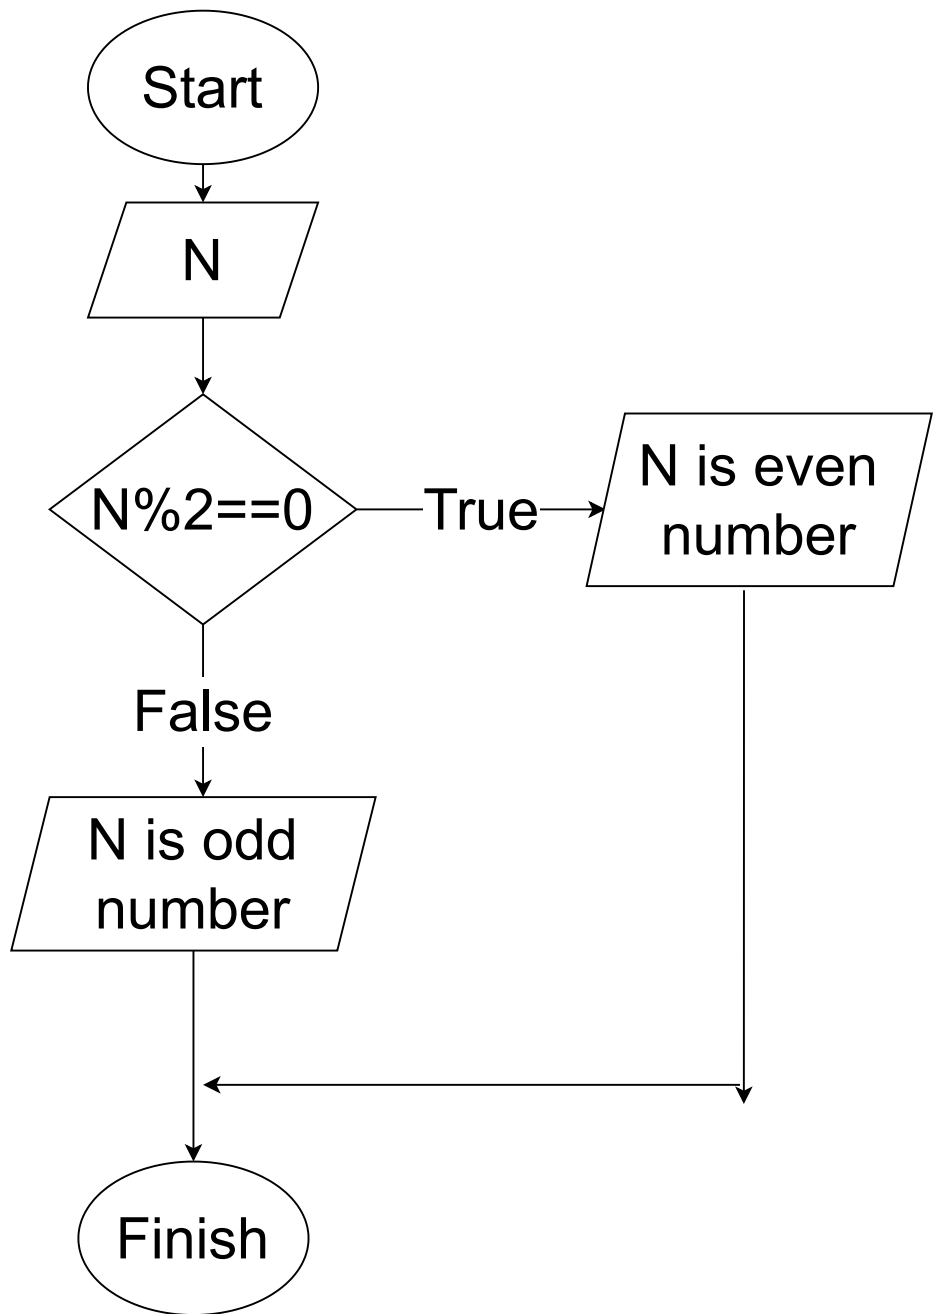 Start
N
N%2==0
True
N is even
number
False
N is odd
number
Finish